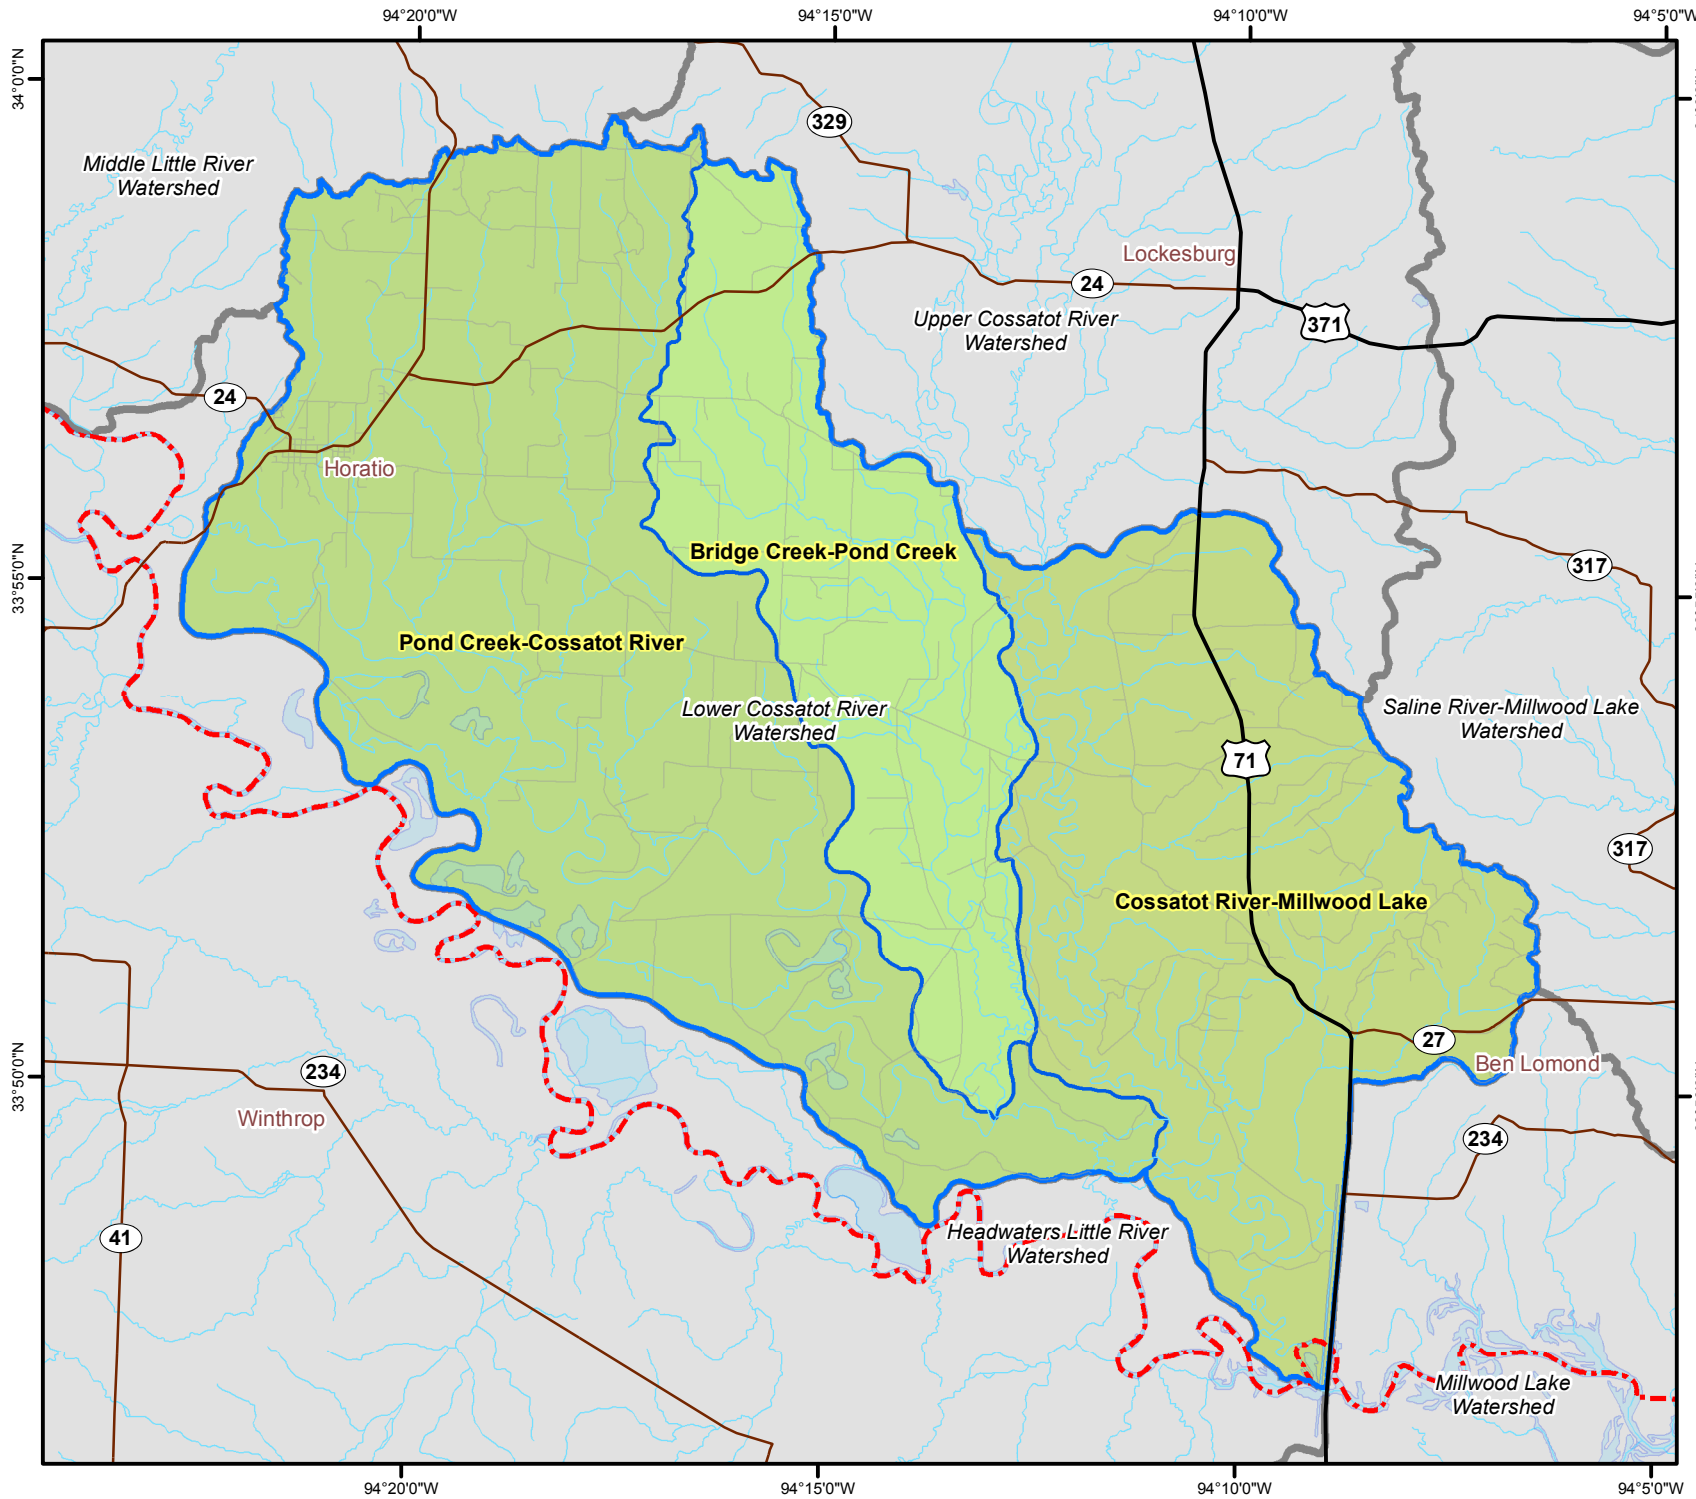 94°20'0"W
94°15'0"W
94°10'0"W
94°5'0"W
34°0'0"N
329
Middle Little River
Watershed
Lockesburg
24
Upper Cossatot River
Watershed
371
24
Horatio
Bridge Creek-Pond Creek
317
33°55'0"N
Pond Creek-Cossatot River
Lower Cossatot River
Watershed
Saline River-Millwood Lake
Watershed
71
317
Cossatot River-Millwood Lake
27
Ben Lomond
33°50'0"N
234
Winthrop
234
41
Headwaters Little River
Watershed
Millwood Lake
Watershed
94°20'0"W
94°15'0"W
94°10'0"W
94°5'0"W